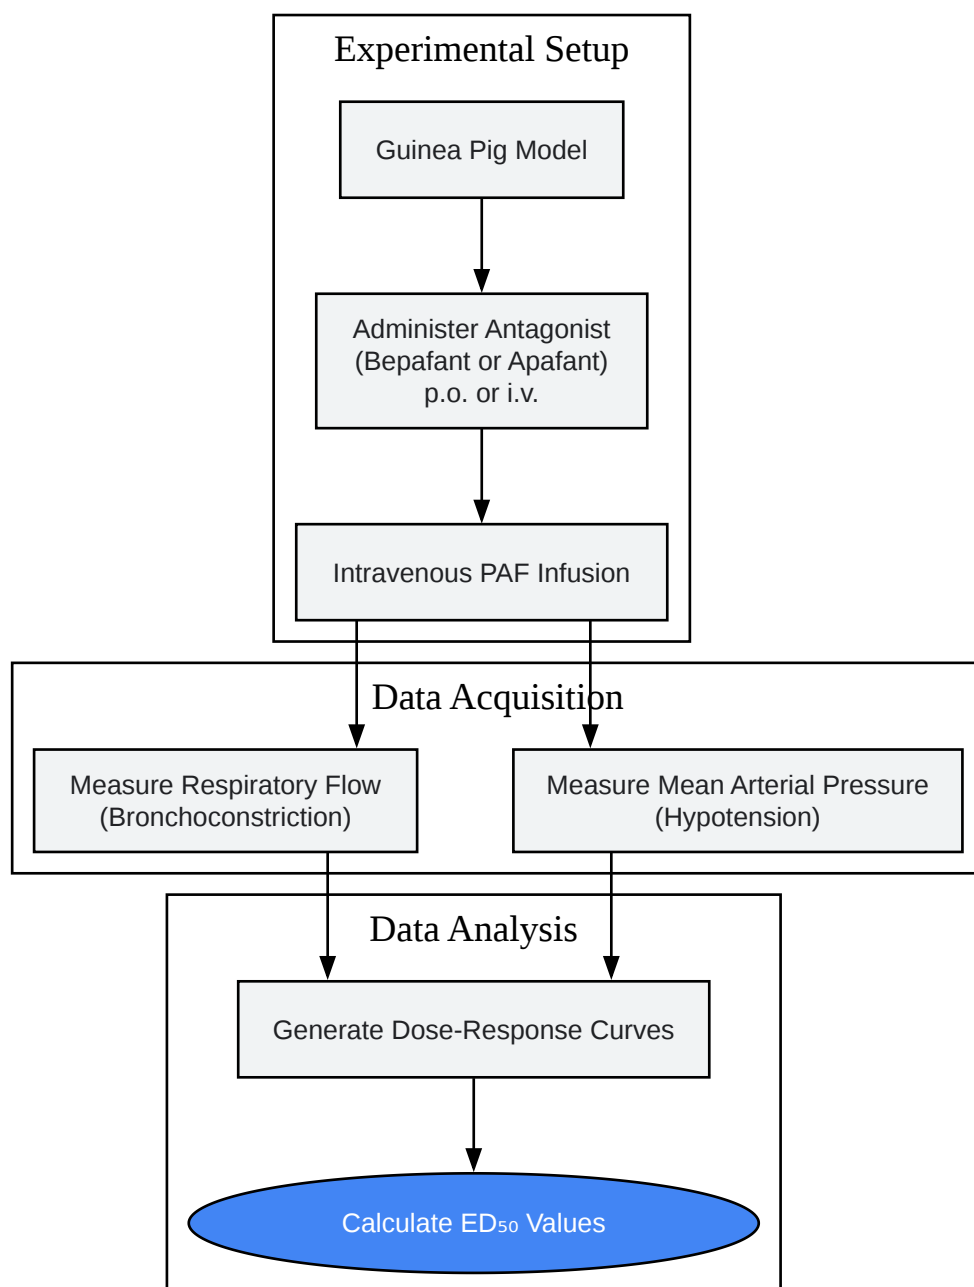 Experimental Setup
Guinea Pig Model
Administer Antagonist
(Bepafant or Apafant)
p.o. or i.v.
Intravenous PAF Infusion
Data Acquisition
Measure Respiratory Flow
(Bronchoconstriction)
Measure Mean Arterial Pressure
(Hypotension)
Data Analysis
Generate Dose-Response Curves
Calculate ED₅₀ Values